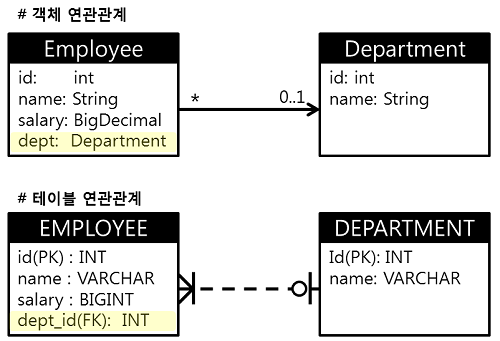 # 객체 연관관계
Employee
id: int
name: String
salary: BigDecimal
dept: Department
*
0..1
Department
id: int
name: String
# 테이블 연관관계
EMPLOYEE
id(PK) : INT
name : VARCHAR
salary : BIGINT
dept_id(FK): INT
DEPARTMENT
Id(PK): INT
name: VARCHAR